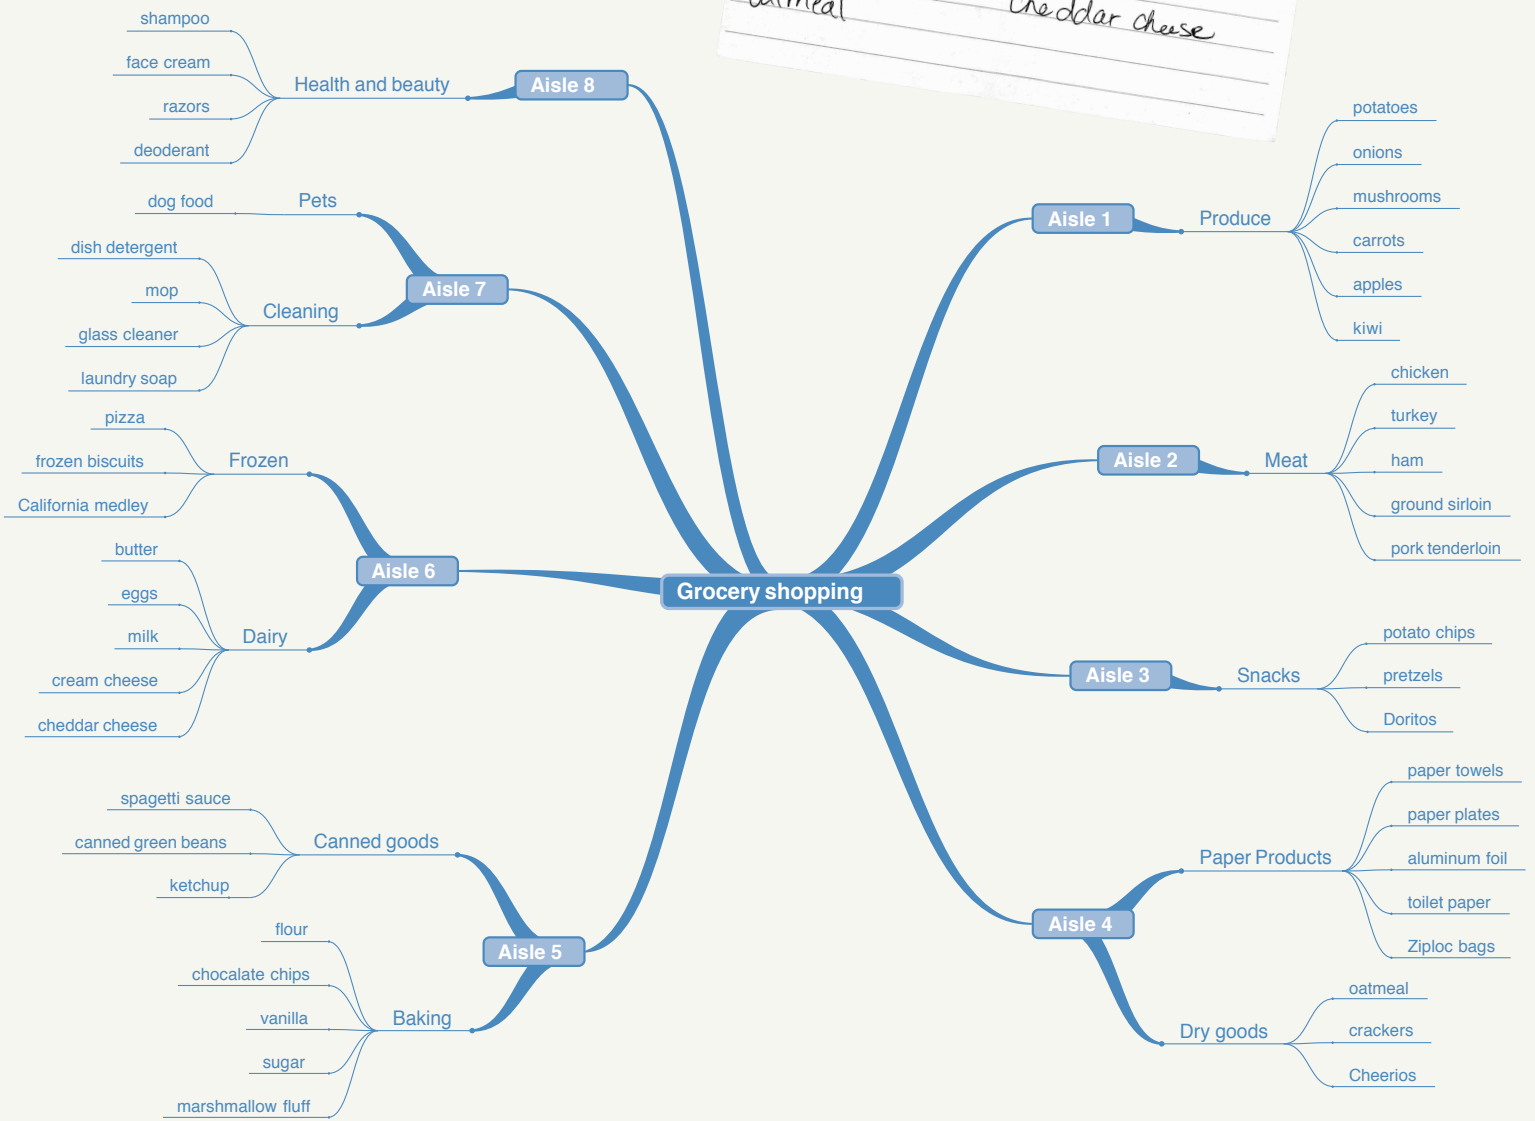 oatmeal
cheddar cheese
Grocery shopping
Aisle 1
Produce
potatoes
onions
mushrooms
carrots
apples
kiwi
Aisle 2
Meat
chicken
turkey
ham
ground sirloin
pork tenderloin
Aisle 3
Snacks
potato chips
pretzels
Doritos
Aisle 4
Paper Products
paper towels
paper plates
aluminum foil
toilet paper
Ziploc bags
Dry goods
oatmeal
crackers
Cheerios
Aisle 5
Canned goods
spagetti sauce
canned green beans
ketchup
Baking
flour
chocalate chips
vanilla
sugar
marshmallow fluff
Aisle 6
Frozen
pizza
frozen biscuits
California medley
Dairy
butter
eggs
milk
cream cheese
cheddar cheese
Aisle 7
Pets
dog food
Cleaning
dish detergent
mop
glass cleaner
laundry soap
Aisle 8
Health and beauty
shampoo
face cream
razors
deoderant